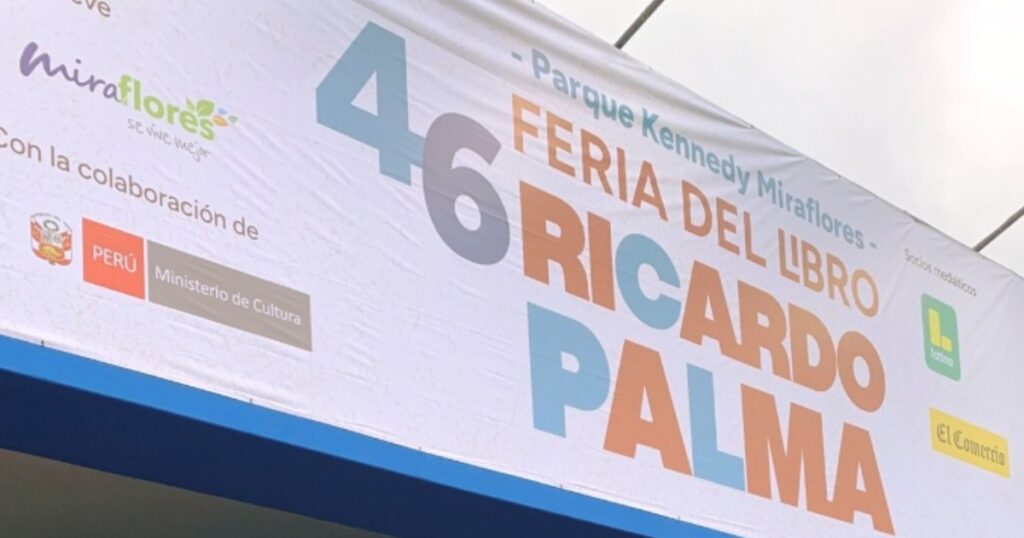 miraflores
se vive mejor
Con la colaboración de
PERÚ
Ministerio de Cultura
46
- Parque Kennedy Miraflores -
FERIA DEL LIBRO
RICARDO
PALMA
Socios mediáticos
L
latina
El Comercio